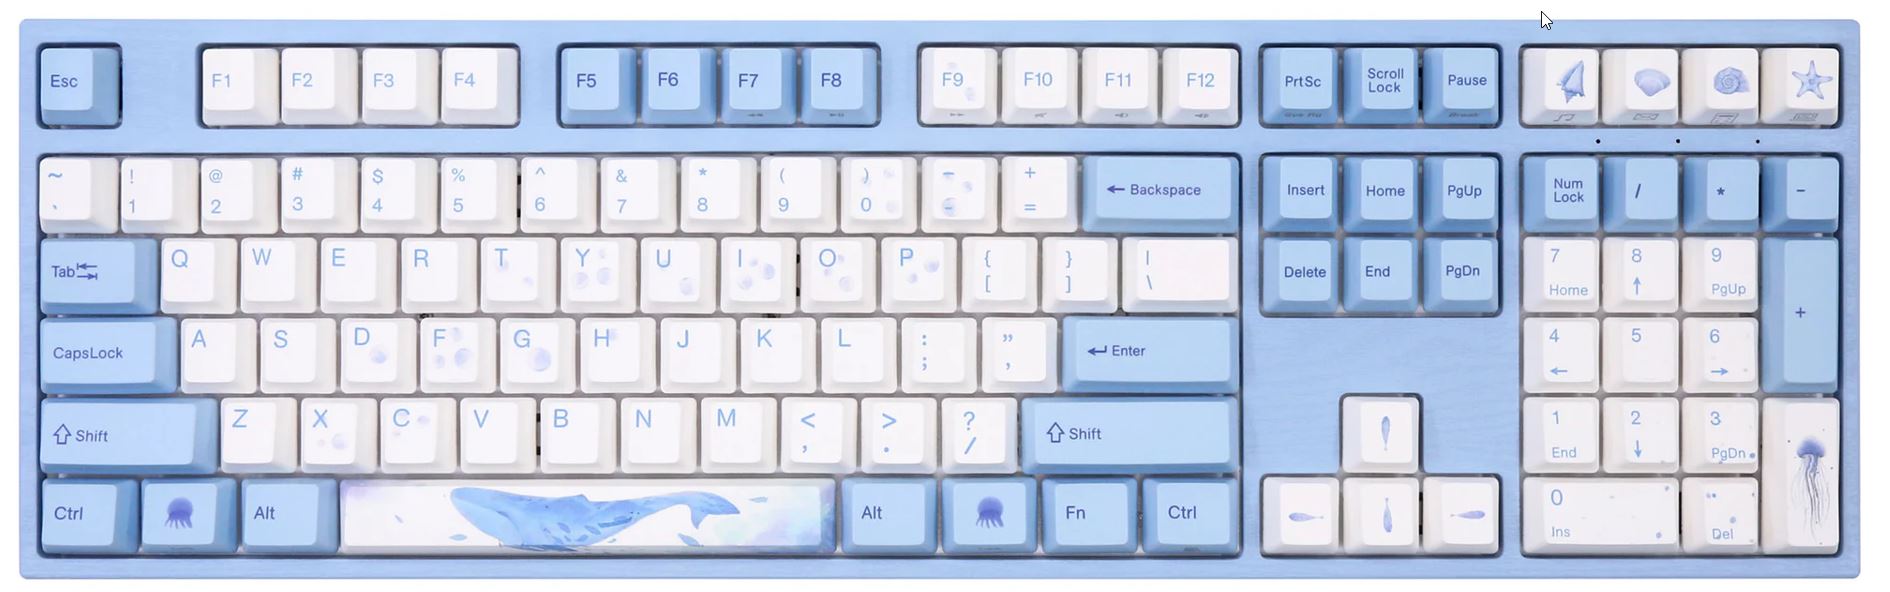 Esc F1 F2 F3 F4 F5 F6 F7 F8 F9 F10 F11 F12 PrtSc Scroll Lock Pause
Break
~ ! @ # $ % ^ & * ( ) - +
` 1 2 3 4 5 6 7 8 9 0 - =
← Backspace Insert Home PgUp Num Lock / * -
Tab Q W E R T Y U I O P { } |
[ ] \
Delete End PgDn 7 Home 8 ↑ 9 PgUp +
CapsLock A S D F G H J K L : "
; ,
↵ Enter 4 ← 5 6 →
⇧ Shift Z X C V B N M < > ?
, . /
⇧ Shift 1 End 2 ↓ 3 PgDn
Ctrl Alt Alt Fn Ctrl 0 Ins Del